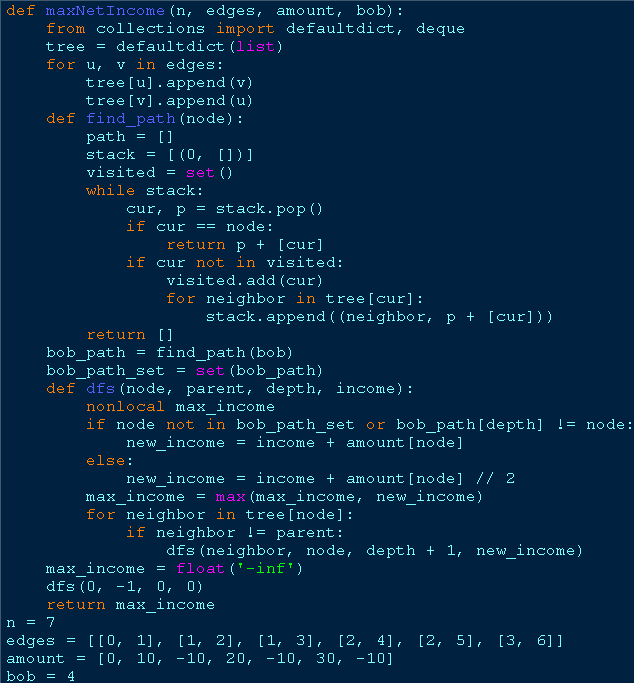 def maxNetIncome(n, edges, amount, bob):
    from collections import defaultdict, deque
    tree = defaultdict(list)
    for u, v in edges:
        tree[u].append(v)
        tree[v].append(u)
    def find_path(node):
        path = []
        stack = [(0, [])]
        visited = set()
        while stack:
            cur, p = stack.pop()
            if cur == node:
                return p + [cur]
            if cur not in visited:
                visited.add(cur)
                for neighbor in tree[cur]:
                    stack.append((neighbor, p + [cur]))
        return []
    bob_path = find_path(bob)
    bob_path_set = set(bob_path)
    def dfs(node, parent, depth, income):
        nonlocal max_income
        if node not in bob_path_set or bob_path[depth] != node:
            new_income = income + amount[node]
        else:
            new_income = income + amount[node] // 2
        max_income = max(max_income, new_income)
        for neighbor in tree[node]:
            if neighbor != parent:
                dfs(neighbor, node, depth + 1, new_income)
    max_income = float('-inf')
    dfs(0, -1, 0, 0)
    return max_income
n = 7
edges = [[0, 1], [1, 2], [1, 3], [2, 4], [2, 5], [3, 6]]
amount = [0, 10, -10, 20, -10, 30, -10]
bob = 4